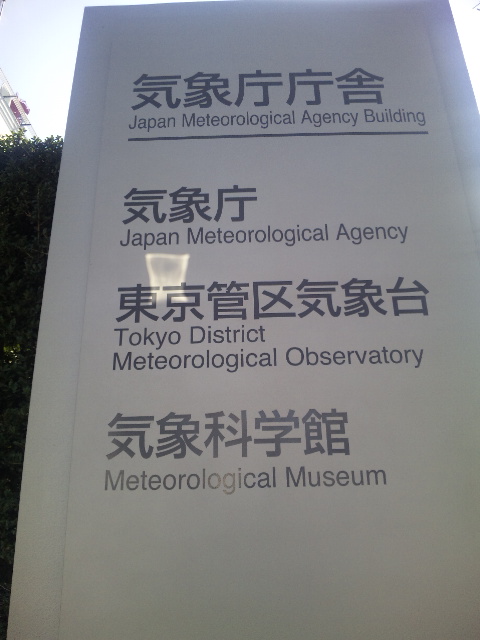 気象庁庁舎
Japan Meteorological Agency Building
気象庁
Japan Meteorological Agency
東京管区気象台
Tokyo District
Meteorological Observatory
気象科学館
Meteorological Museum